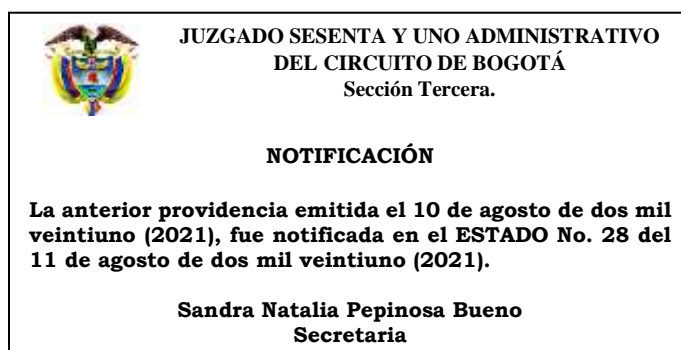 JUZGADO SESENTA Y UNO ADMINISTRATIVO
DEL CIRCUITO DE BOGOTÁ
Sección Tercera.
NOTIFICACIÓN
La anterior providencia emitida el 10 de agosto de dos mil
veintiuno (2021), fue notificada en el ESTADO No. 28 del
11 de agosto de dos mil veintiuno (2021).
Sandra Natalia Pepinosa Bueno
Secretaria